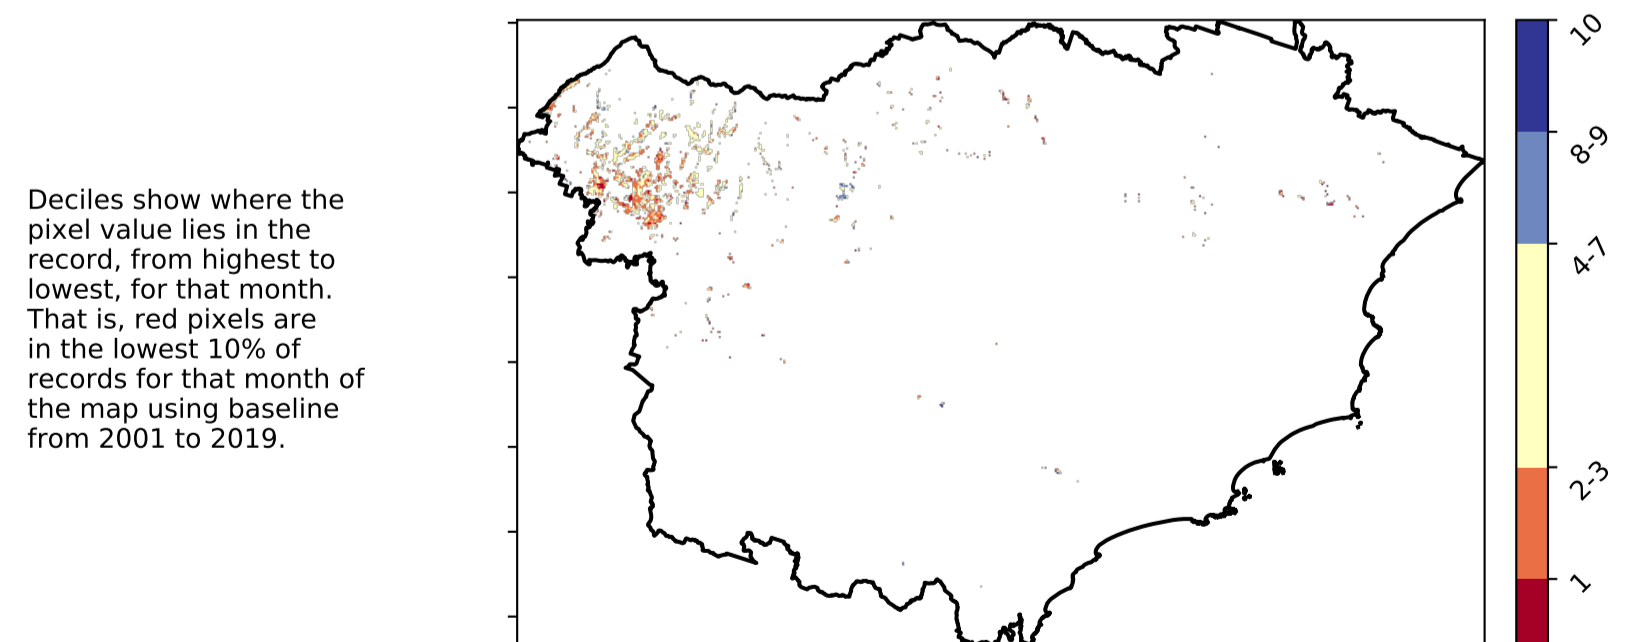 Deciles show where the
pixel value lies in the
record, from highest to
lowest, for that month.
That is, red pixels are
in the lowest 10% of
records for that month of
the map using baseline
from 2001 to 2019.
10
8-9
4-7
2-3
1